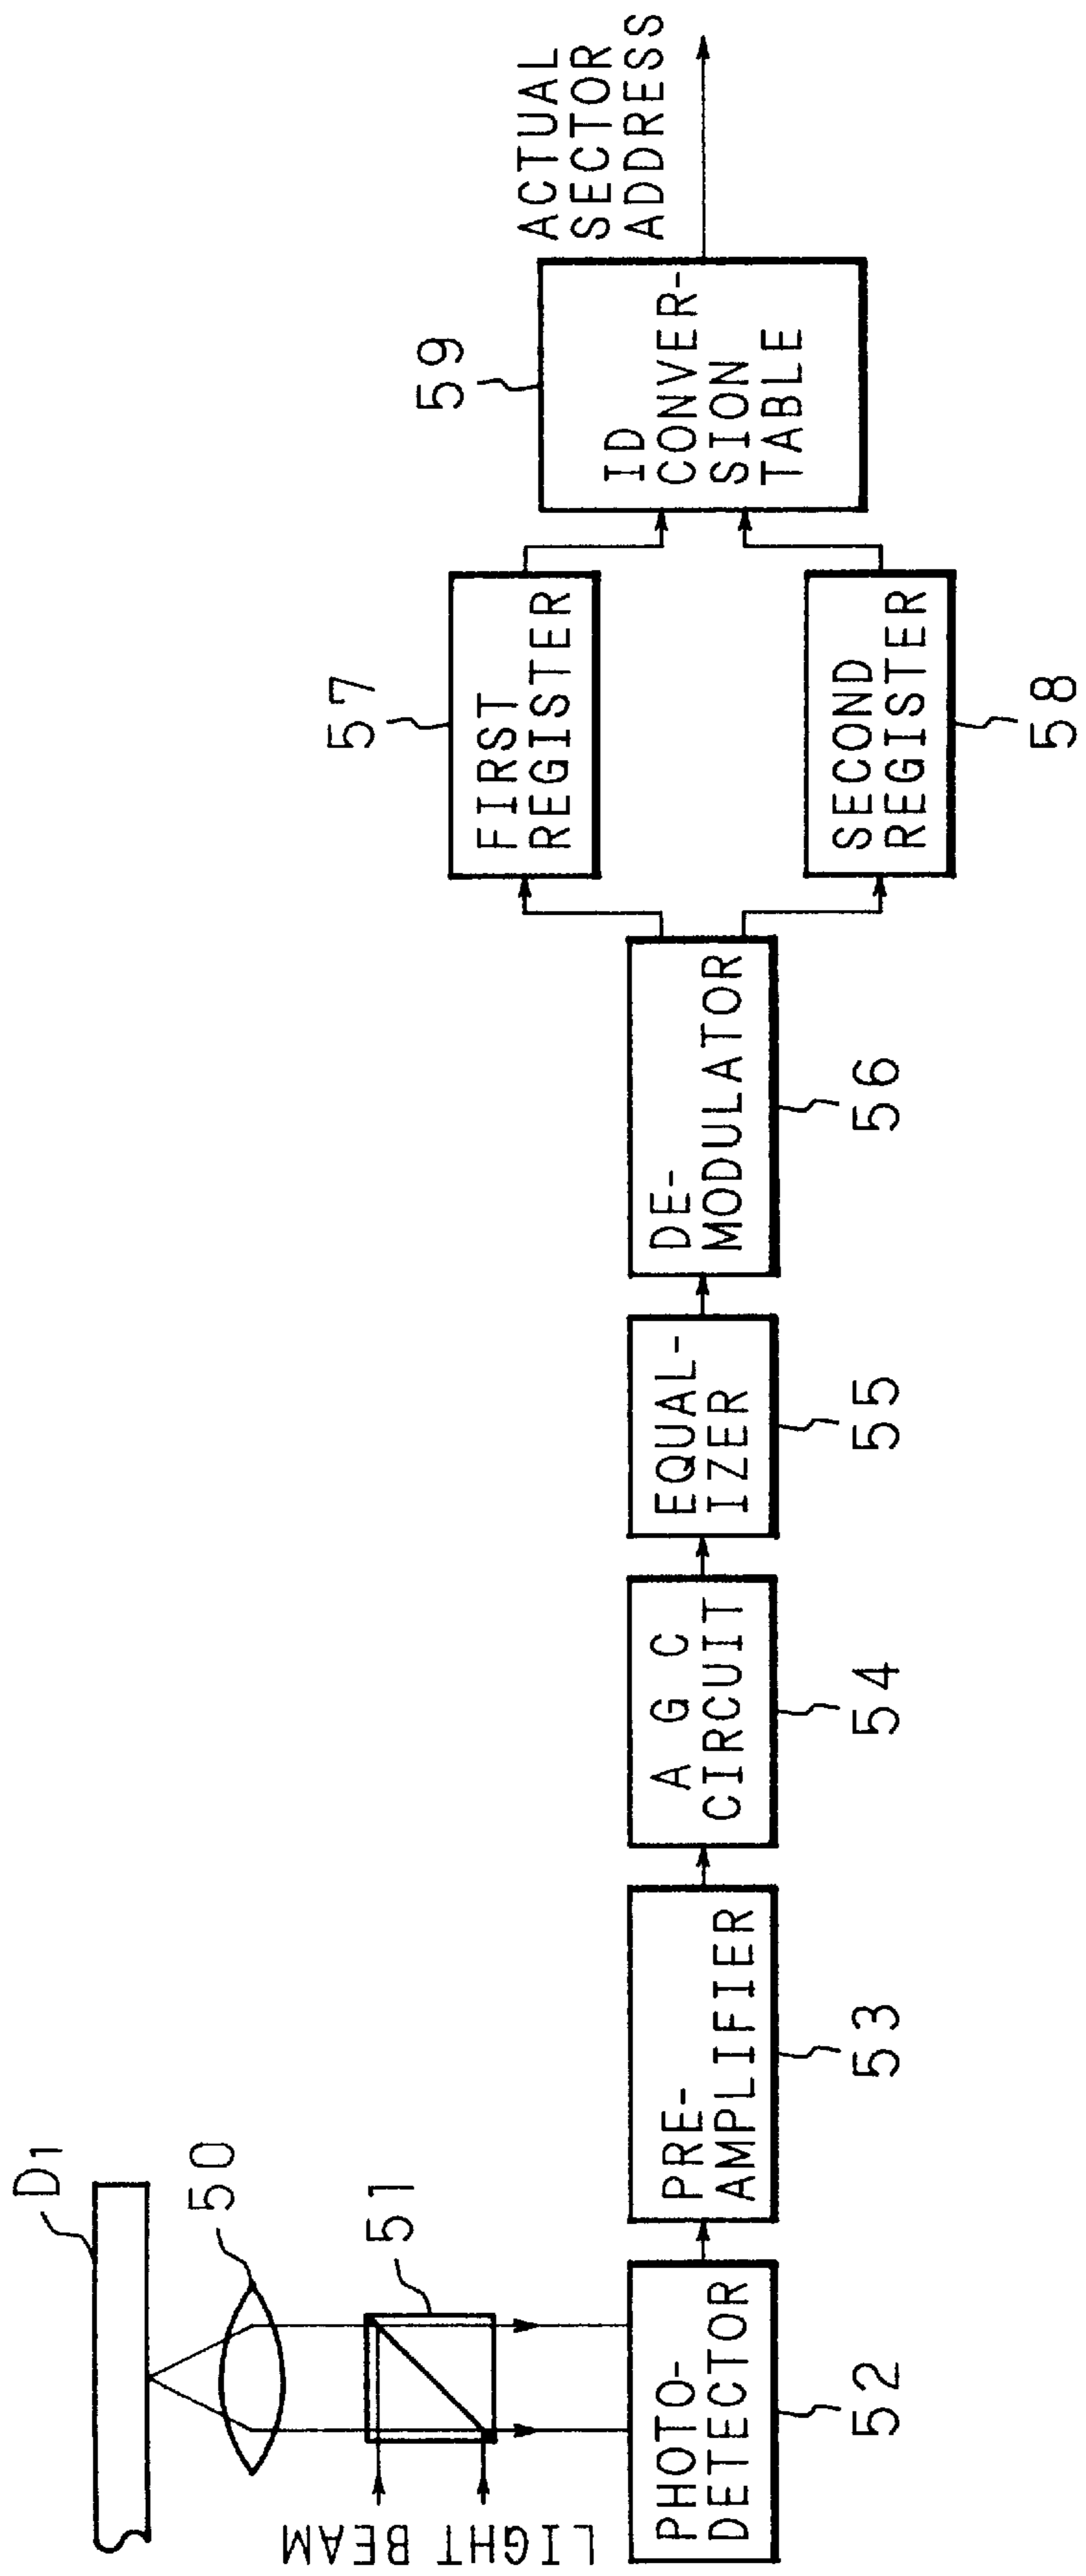 D1
50
51
LIGHT BEAM
PHOTO-
DETECTOR
52
PRE-
AMPLIFIER
53
A G C
CIRCUIT
54
EQUAL-
IZER
55
DE-
MODULATOR
56
FIRST
REGISTER
57
SECOND
REGISTER
58
ID
CONVER-
SION
TABLE
59
ACTUAL
SECTOR
ADDRESS